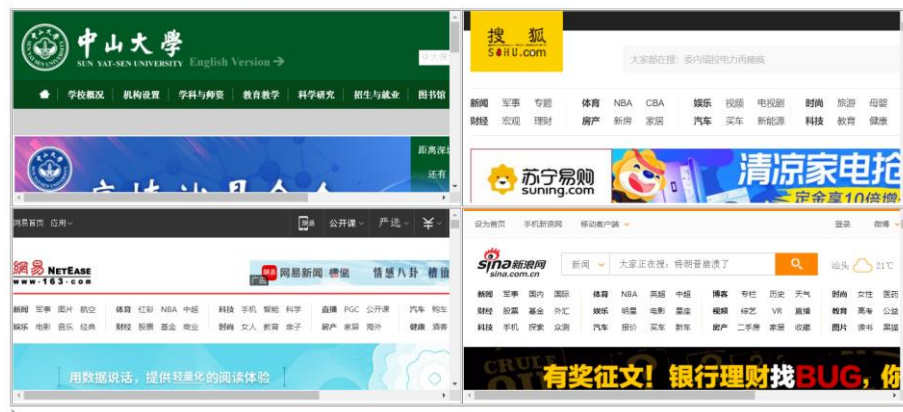 中山大學
SUN YAT-SEN UNIVERSITY English Version
学校概况 机构设置 学科与师资 教育教学 科学研究 招生与就业 图书馆
距离深
还有
搜狐
SOHU.com
大家都在搜：委内瑞拉电力再瘫痪
新闻 军事 专题 体育 NBA CBA 娱乐 视频 电视剧 时尚 旅游 母婴
财经 宏观 理财 房产 新房 家居 汽车 买车 新能源 科技 教育 健康
苏宁易购
suning.com
清凉家电抢
定金享10倍增
网易首页 应用
公开课 严选
網易 NETEASE
www.163.com
广告
网易新闻 槽值 情感八卦 槽值
新闻 军事 图片 航空 体育 红彩 NBA 中超 科技 手机 智能 科学 直播 PGC 公开课 汽车 购车
娱乐 电影 音乐 经典 财经 股票 基金 商业 时尚 女人 教育 亲子 房产 家居 海外 健康 酒香
用数据说话，提供轻量化的阅读体验
设为首页 手机新浪网 移动客户端 登录 微博
sina新浪网
sina.com.cn
新闻 大家正在搜：特朗普崩溃了
汕头 21℃
新闻 军事 国内 国际 体育 NBA 英超 中超 博客 专栏 历史 天气 时尚 女性 医药
财经 股票 基金 外汇 娱乐 明星 电影 星座 视频 综艺 VR 直播 教育 高考 公益
科技 手机 探索 众测 汽车 报价 买车 新车 房产 二手房 家居 收藏 图片 读书 黑猫
有奖征文！银行理财找BUG，你